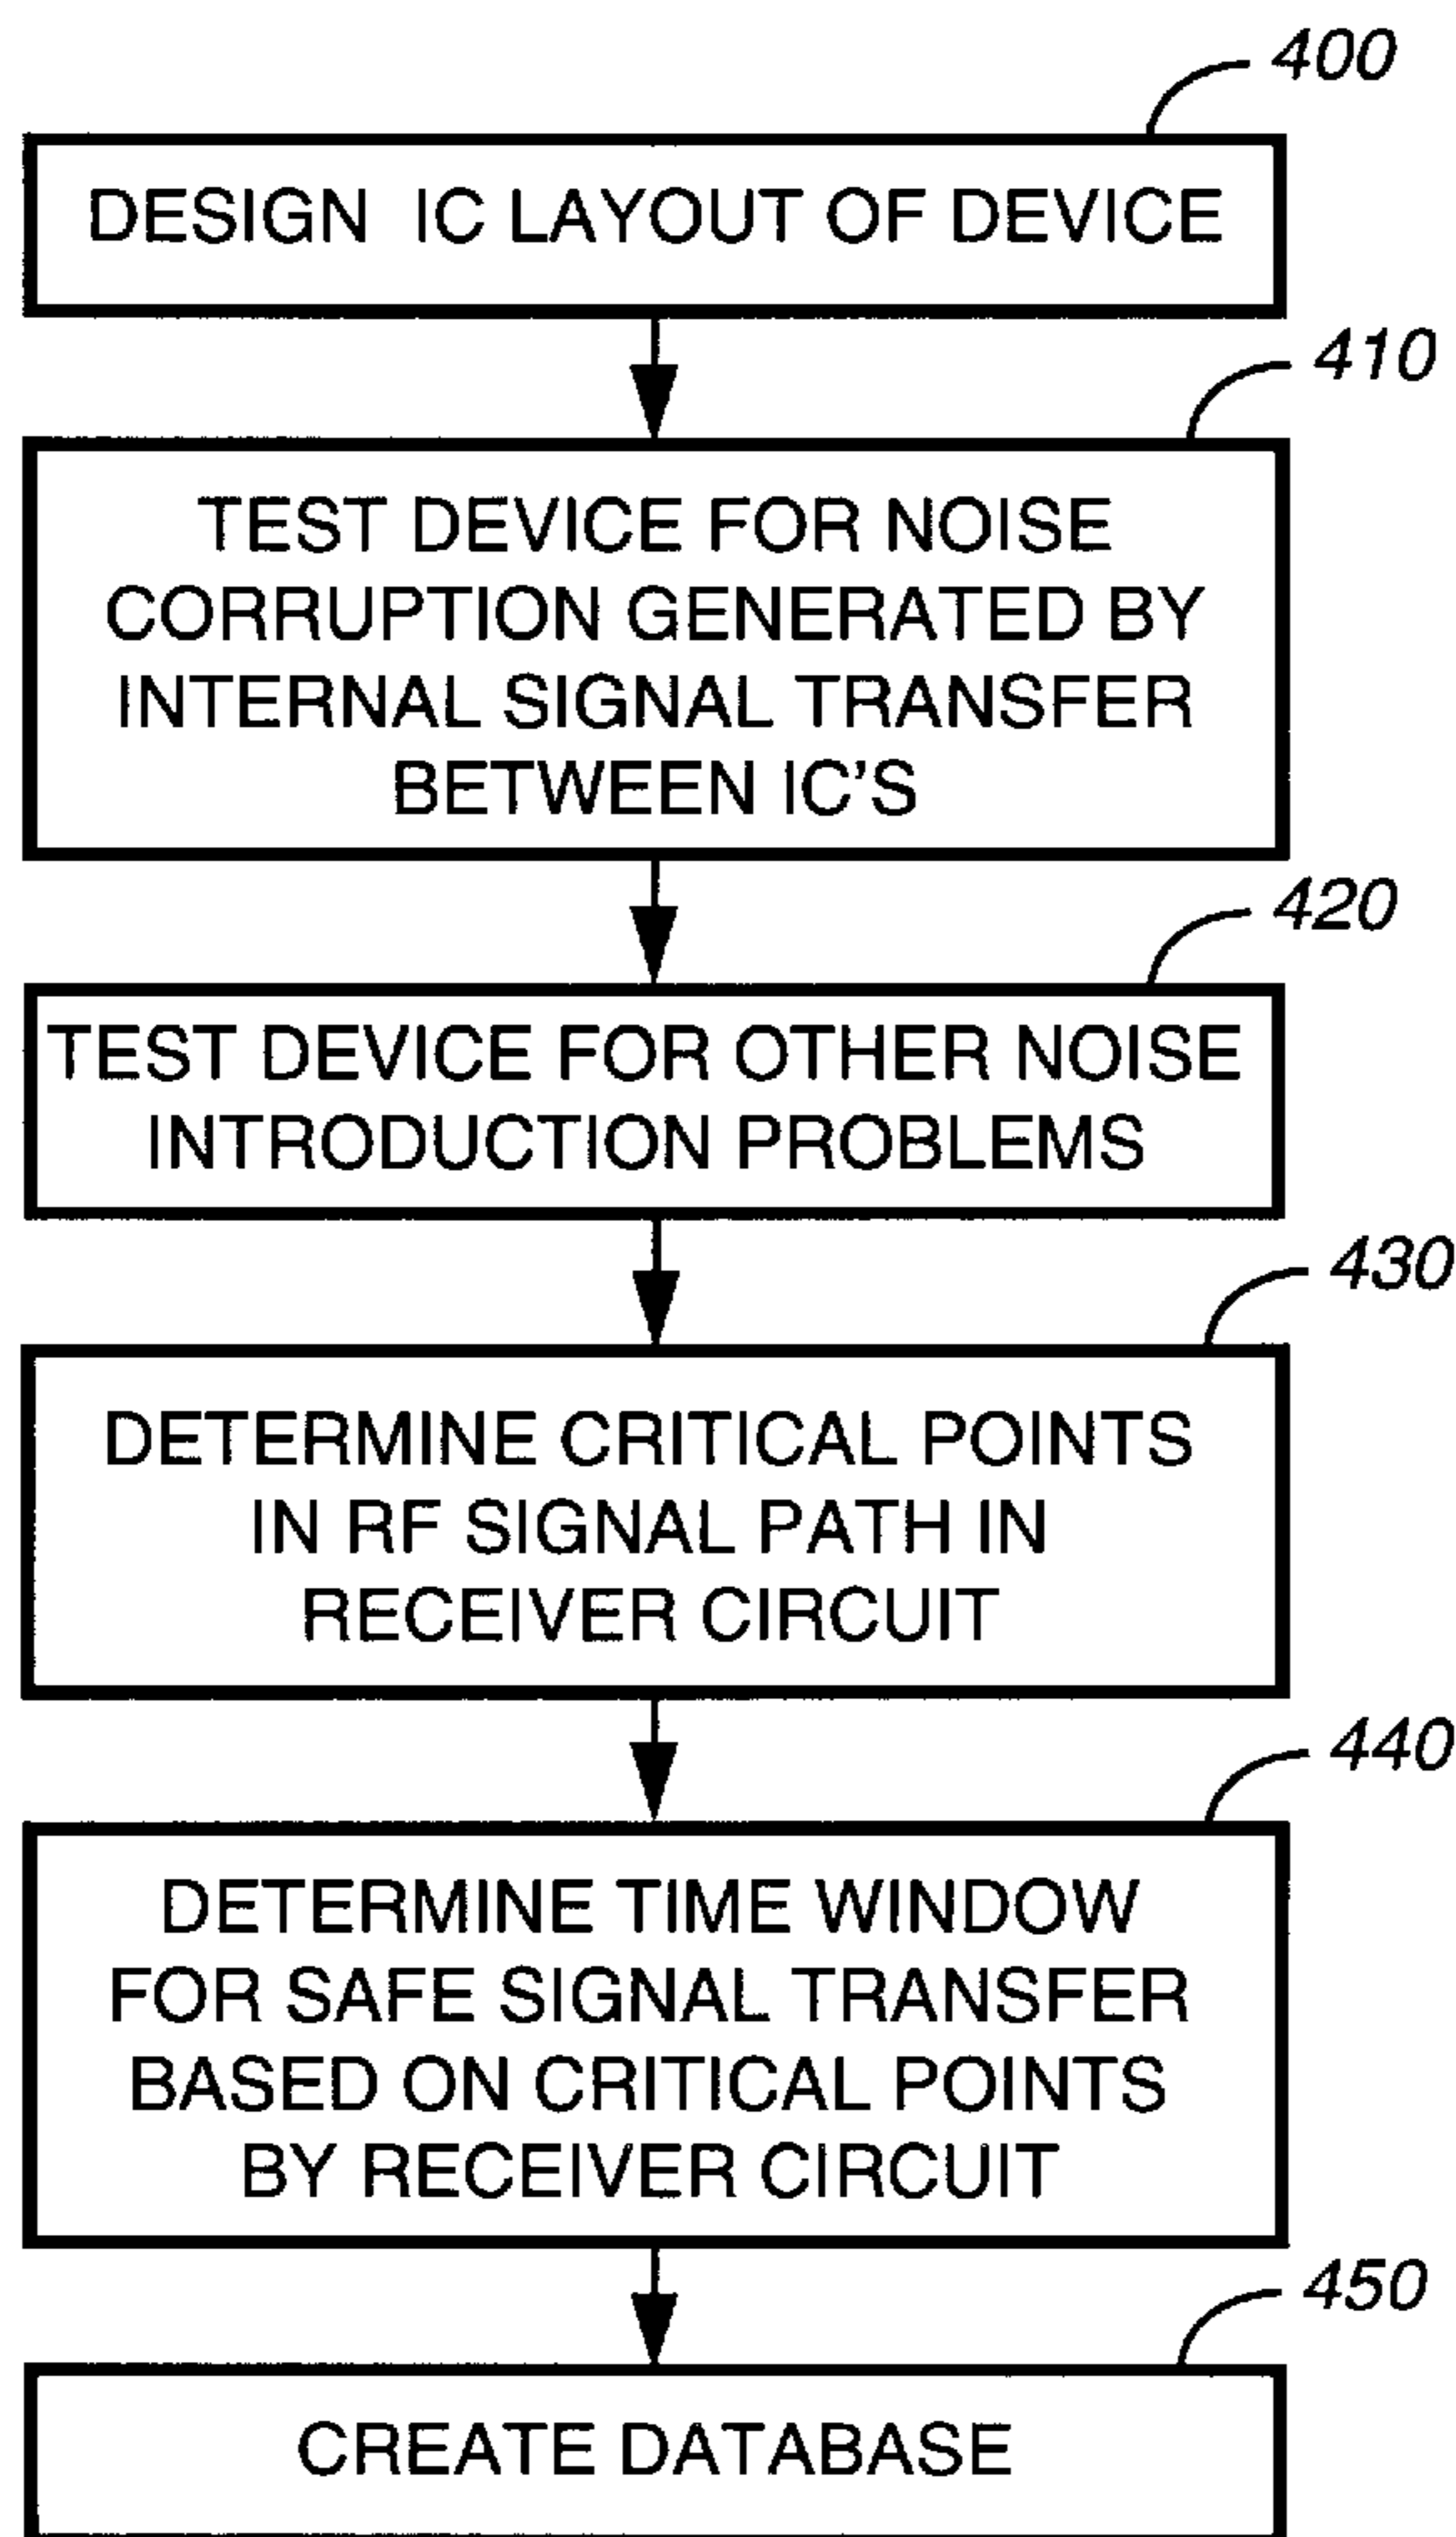 400
DESIGN IC LAYOUT OF DEVICE
410
TEST DEVICE FOR NOISE
CORRUPTION GENERATED BY
INTERNAL SIGNAL TRANSFER
BETWEEN IC'S
420
TEST DEVICE FOR OTHER NOISE
INTRODUCTION PROBLEMS
430
DETERMINE CRITICAL POINTS
IN RF SIGNAL PATH IN
RECEIVER CIRCUIT
440
DETERMINE TIME WINDOW
FOR SAFE SIGNAL TRANSFER
BASED ON CRITICAL POINTS
BY RECEIVER CIRCUIT
450
CREATE DATABASE